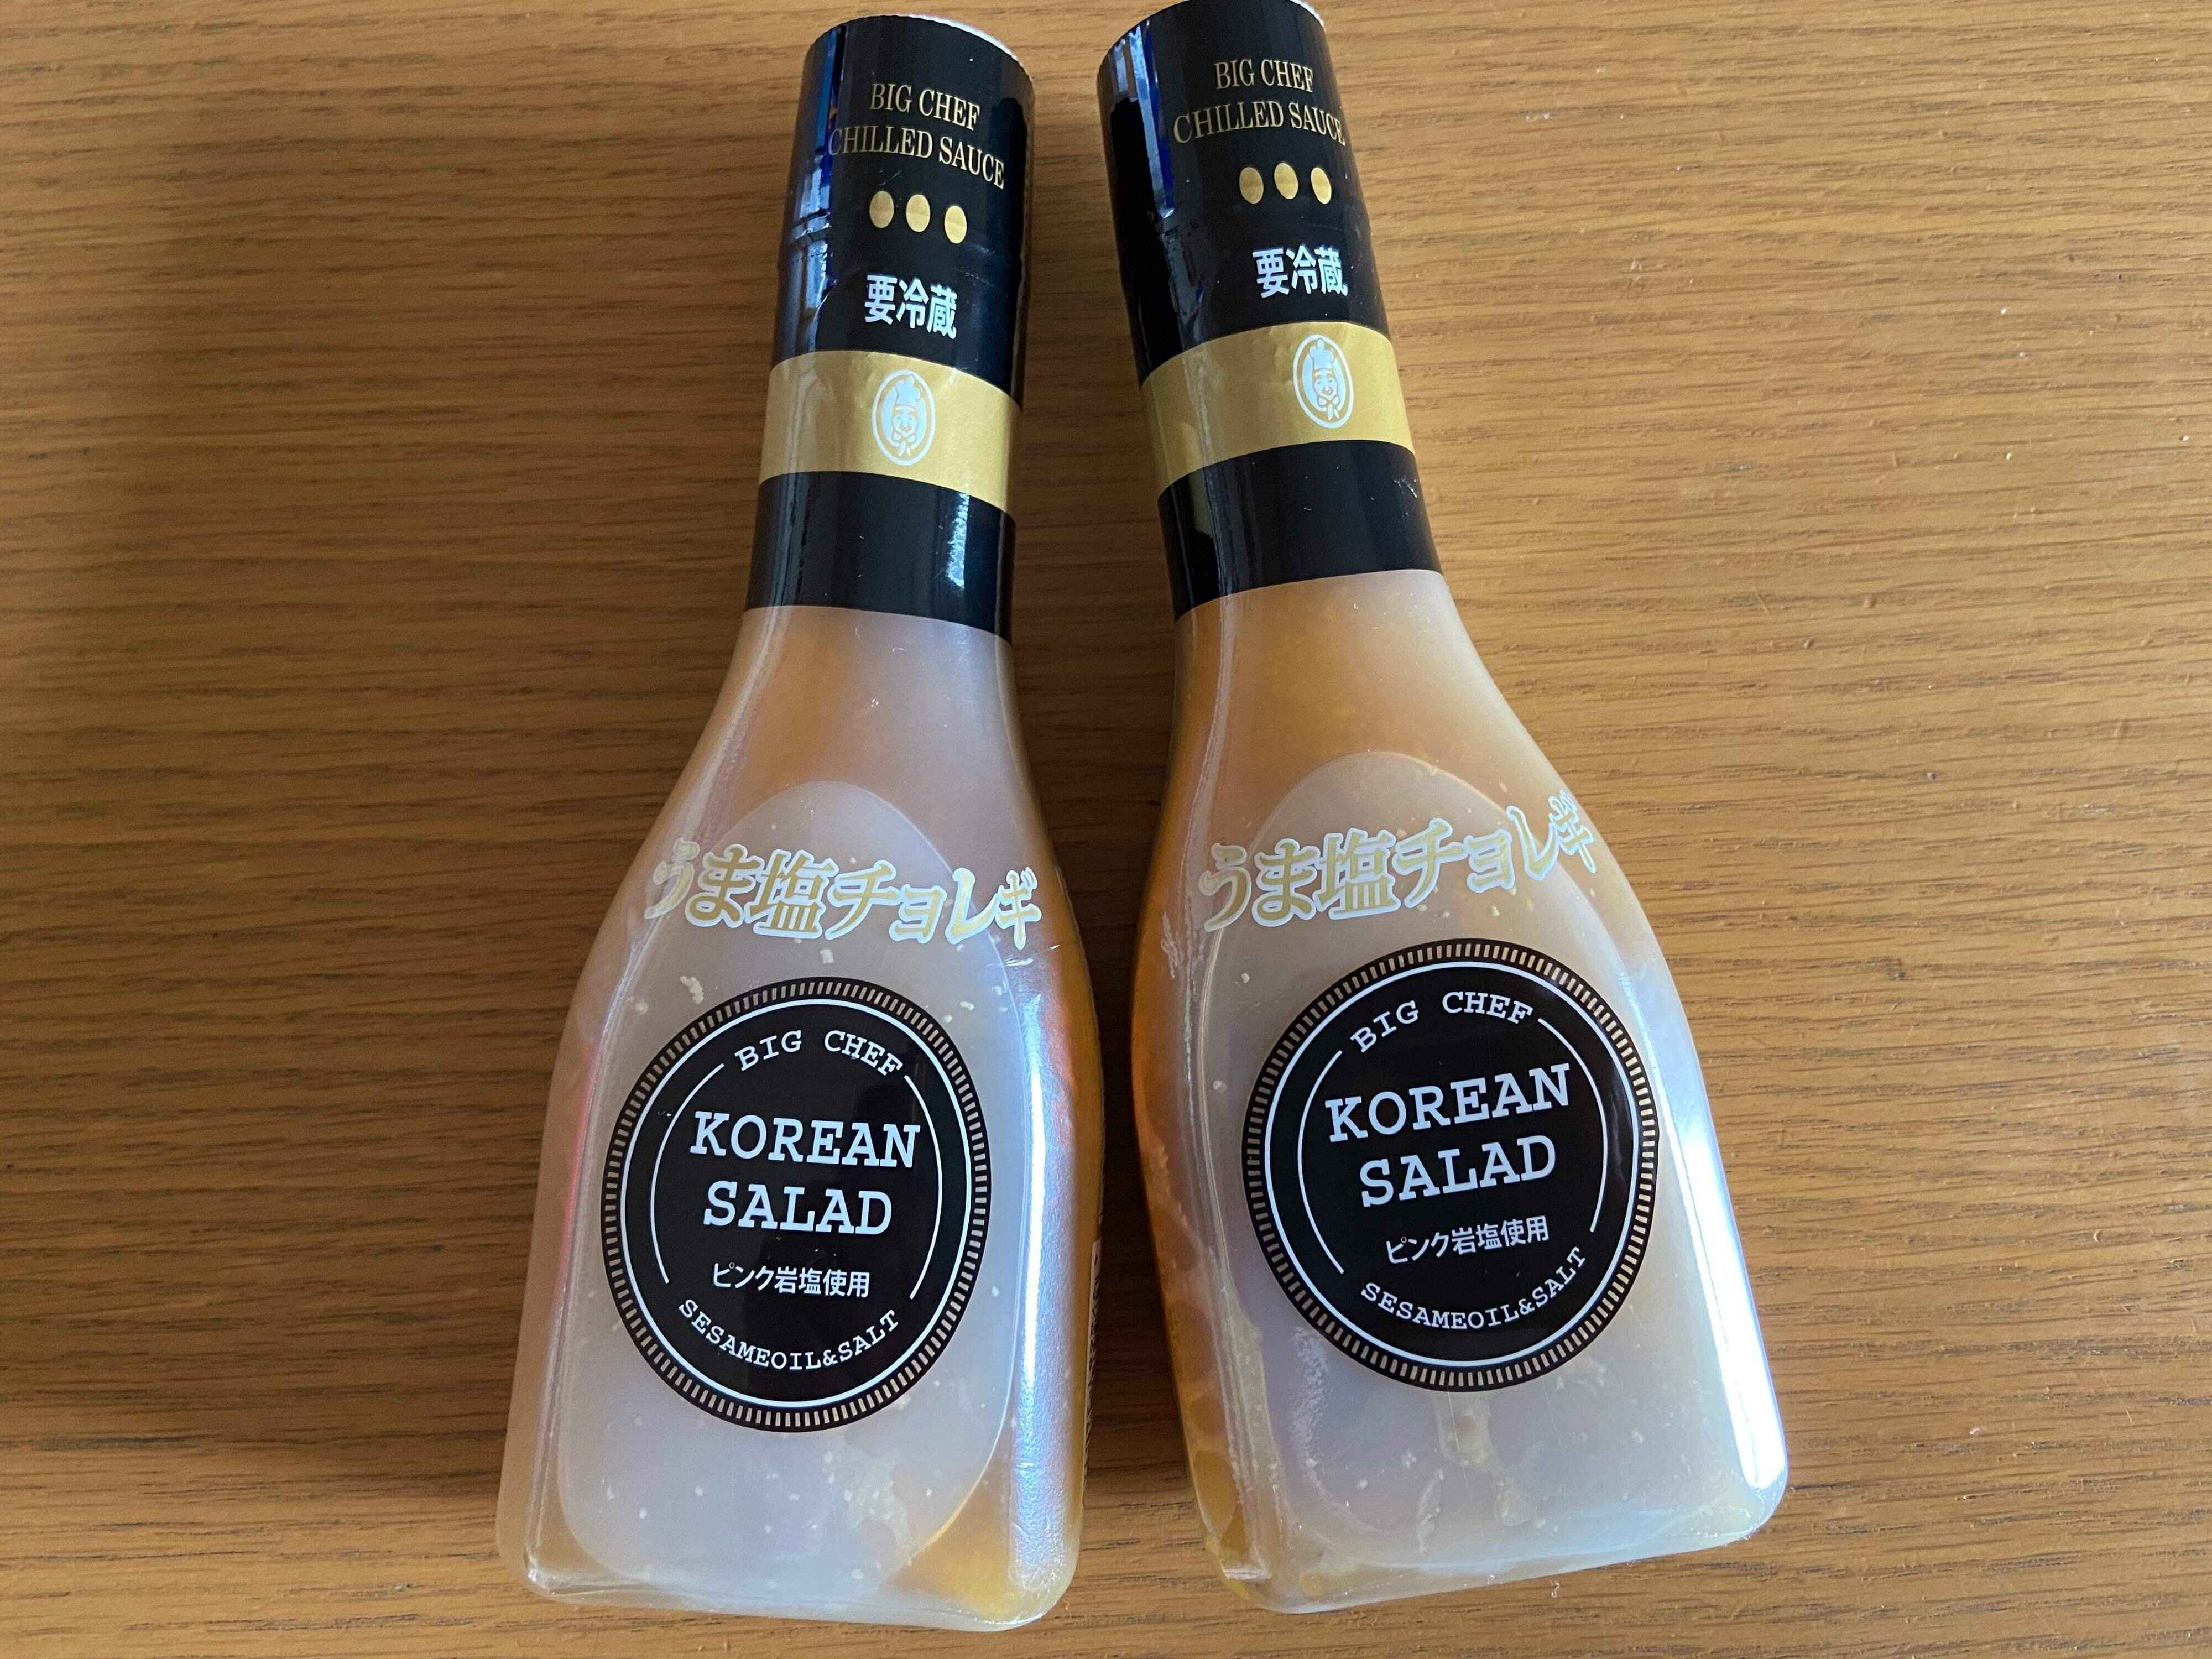 BIG CHEF
CHILLED SAUCE
要冷蔵
うま塩チョレギ
BIG CHEF
KOREAN
SALAD
ピンク岩塩使用
SESAMEOIL&SALT
BIG CHEF
CHILLED SAUCE
要冷蔵
うま塩チョレギ
BIG CHEF
KOREAN
SALAD
ピンク岩塩使用
SESAMEOIL&SALT